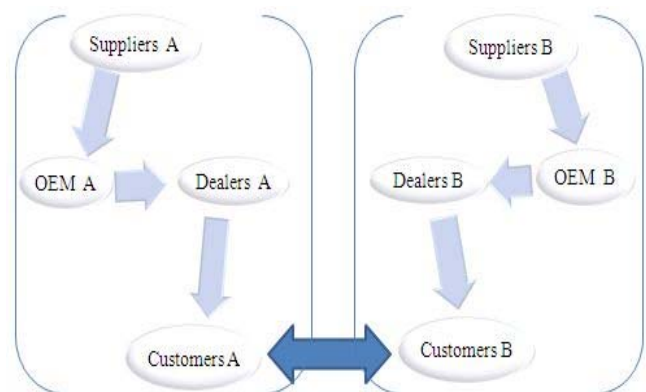 Suppliers A
OEM A
Dealers A
Customers A
Suppliers B
OEM B
Dealers B
Customers B